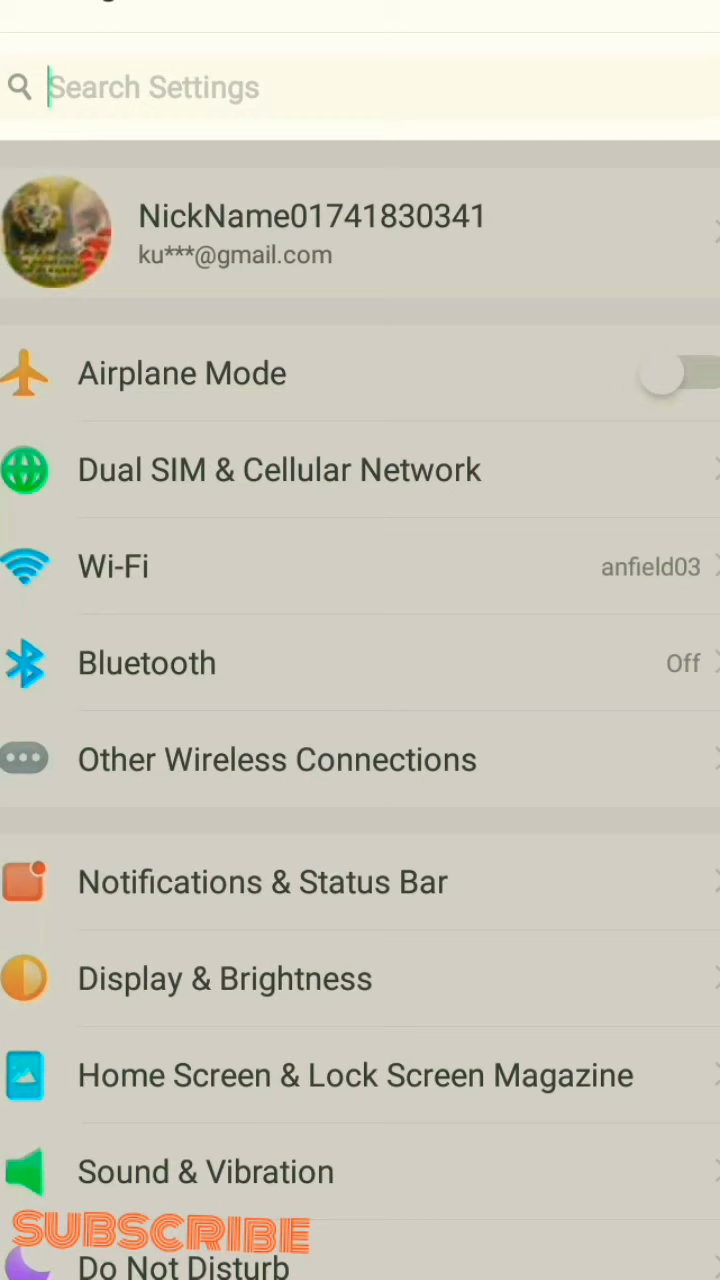 Search Settings
NickName01741830341
ku***@gmail.com
Airplane Mode
Dual SIM & Cellular Network
Wi-Fi anfield03
Bluetooth Off
Other Wireless Connections
Notifications & Status Bar
Display & Brightness
Home Screen & Lock Screen Magazine
Sound & Vibration
SUBSCRIBE
Do Not Disturb